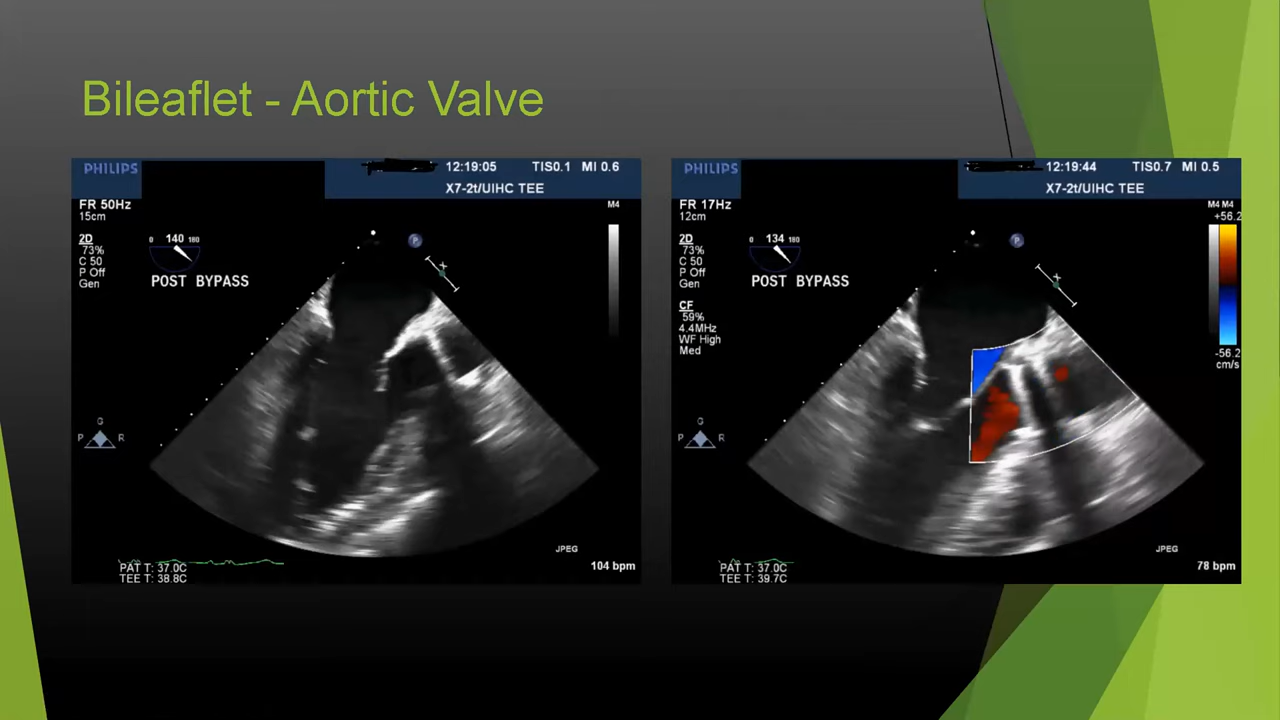 Bileaflet - Aortic Valve
PHILIPS
12:19:05 TIS0.1 MI 0.6
X7-2t/UIHC TEE
FR 50Hz
15cm
M4
2D
73%
C 50
P Off
Gen
0 140 180
P
POST BYPASS
X
G
P R
JPEG
104 bpm
PAT T: 37.0C
TEE T: 38.8C
PHILIPS
12:19:44 TIS0.7 MI 0.5
X7-2t/UIHC TEE
FR 17Hz
12cm
M4 M4
+56.2
2D
73%
C 50
P Off
Gen
CF
59%
4.4MHz
WF High
Med
0 134 180
P
POST BYPASS
X
-56.2
cm/s
G
P R
JPEG
78 bpm
PAT T: 37.0C
TEE T: 39.7C